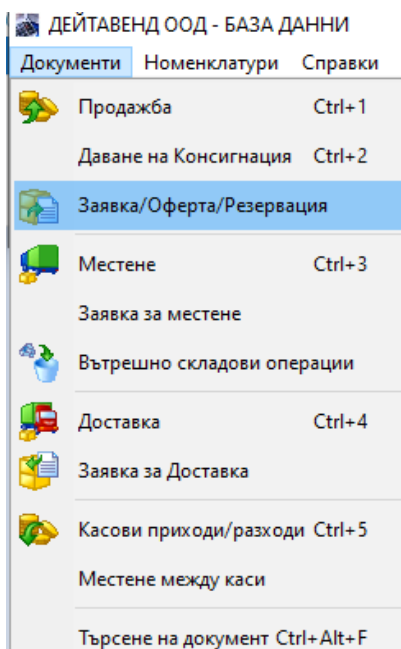 ДЕЙТАВЕНД ООД - БАЗА ДАННИ
Документи Номенклатури Справки
Продажба Ctrl+1
Даване на Консигнация Ctrl+2
Заявка/Оферта/Резервация
Местене Ctrl+3
Заявка за местене
Вътрешно складови операции
Доставка Ctrl+4
Заявка за Доставка
Касови приходи/разходи Ctrl+5
Местене между каси
Търсене на документ Ctrl+Alt+F